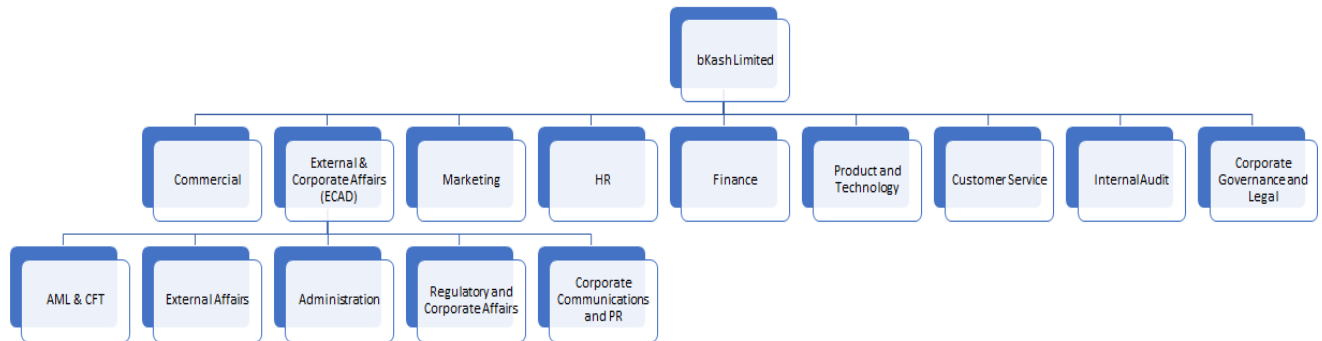 bKash Limited
Commercial
External &
Corporate Affairs
(ECAD)
Marketing
HR
Finance
Product and
Technology
Customer Service
Internal Audit
Corporate
Governance and
Legal
AML & CFT
External Affairs
Administration
Regulatory and
Corporate Affairs
Corporate
Communications
and PR